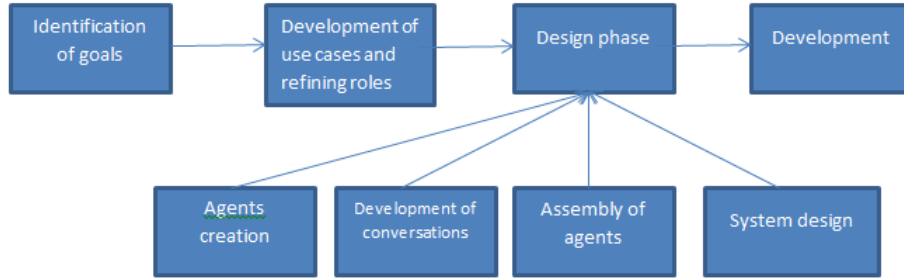 Identification
of goals
Development of
use cases and
refining roles
Design phase
Development
Agents
creation
Development of
conversations
Assembly of
agents
System design